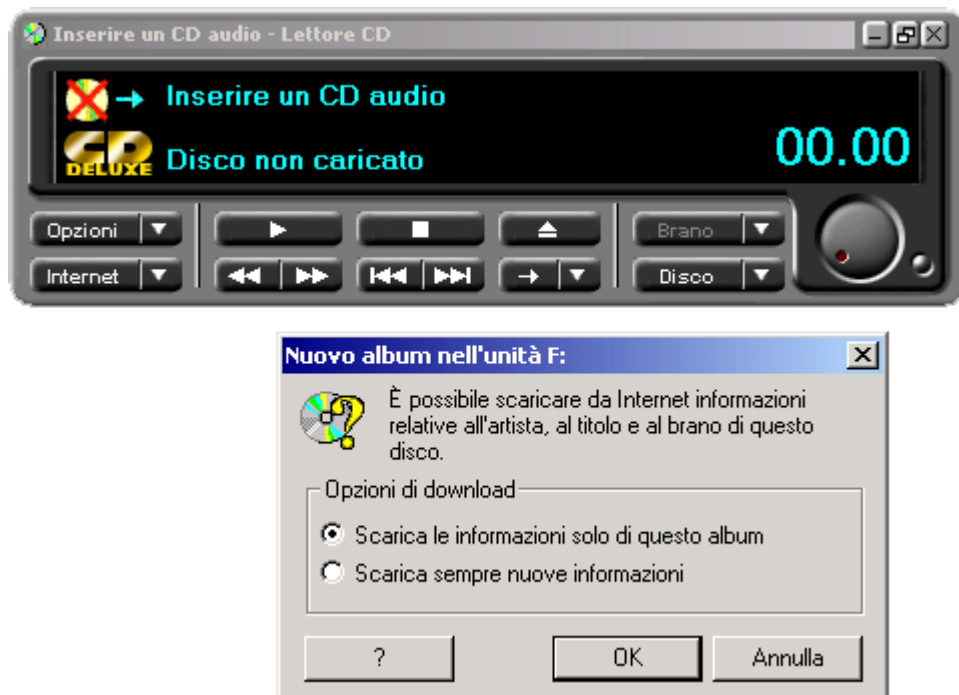 Inserire un CD audio - Lettore CD
Inserire un CD audio
CD
DELUXE
Disco non caricato
00.00
Opzioni
Brano
Internet
Disco
Nuovo album nell'unità F:
È possibile scaricare da Internet informazioni
relative all'artista, al titolo e al brano di questo
disco.
Opzioni di download
Scarica le informazioni solo di questo album
Scarica sempre nuove informazioni
?
OK
Annulla